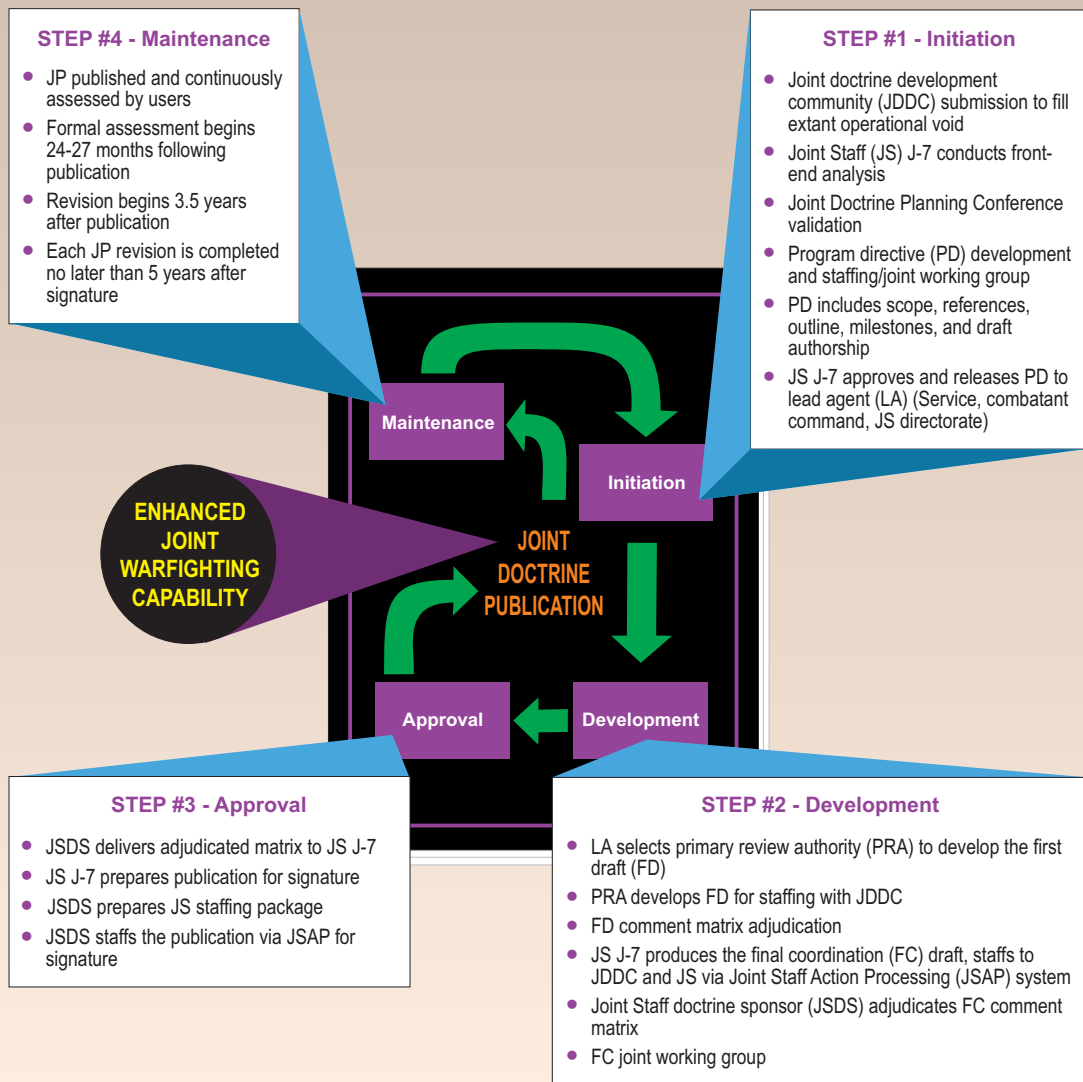 STEP #4 - Maintenance
• JP published and continuously
assessed by users
• Formal assessment begins
24-27 months following
publication
• Revision begins 3.5 years
after publication
• Each JP revision is completed
no later than 5 years after
signature
STEP #1 - Initiation
• Joint doctrine development
community (JDDC) submission to fill
extant operational void
• Joint Staff (JS) J-7 conducts front-
end analysis
• Joint Doctrine Planning Conference
validation
• Program directive (PD) development
and staffing/joint working group
• PD includes scope, references,
outline, milestones, and draft
authorship
• JS J-7 approves and releases PD to
lead agent (LA) (Service, combatant
command, JS directorate)
Maintenance
Initiation
ENHANCED
JOINT
WARFIGHTING
CAPABILITY
JOINT
DOCTRINE
PUBLICATION
Approval
Development
STEP #3 - Approval
• JSDS delivers adjudicated matrix to JS J-7
• JS J-7 prepares publication for signature
• JSDS prepares JS staffing package
• JSDS staffs the publication via JSAP for
signature
STEP #2 - Development
• LA selects primary review authority (PRA) to develop the first
draft (FD)
• PRA develops FD for staffing with JDDC
• FD comment matrix adjudication
• JS J-7 produces the final coordination (FC) draft, staffs to
JDDC and JS via Joint Staff Action Processing (JSAP) system
• Joint Staff doctrine sponsor (JSDS) adjudicates FC comment
matrix
• FC joint working group